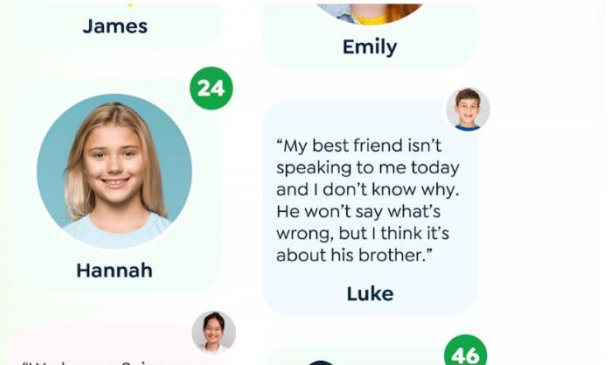 James
Emily
24
Hannah
“My best friend isn’t
speaking to me today
and I don’t know why.
He won’t say what’s
wrong, but I think it’s
about his brother.”
Luke
46